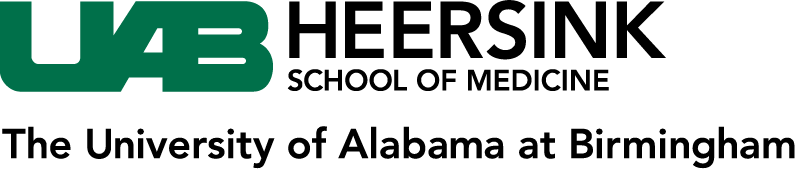 UAB HEERSINK
SCHOOL OF MEDICINE
The University of Alabama at Birmingham